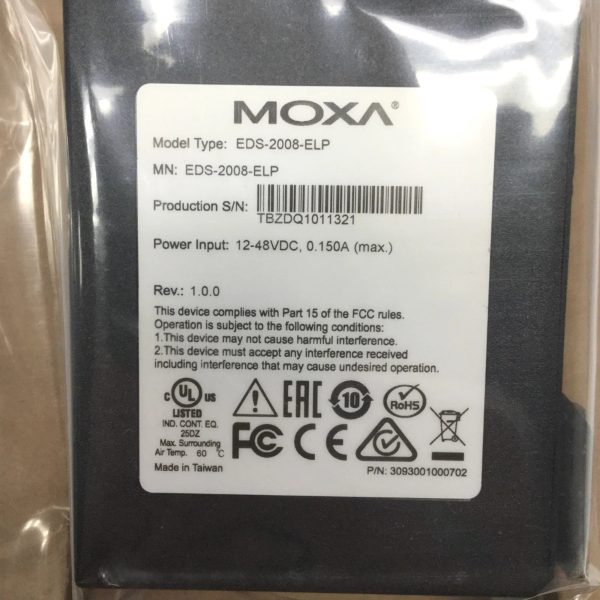 MOXA®
Model Type: EDS-2008-ELP
MN: EDS-2008-ELP
Production S/N:
TBZDQ1011321
Power Input: 12-48VDC, 0.150A (max.)
Rev.: 1.0.0
This device complies with Part 15 of the FCC rules.
Operation is subject to the following conditions:
1.This device may not cause harmful interference.
2.This device must accept any interference received
including interference that may cause undesired operation.
c UL us
LISTED
IND. CONT. EQ.
25DZ
Max. Surrounding
Air Temp. 60 °C
Made in Taiwan
EAC
10
RoHS
FC CE
P/N: 3093001000702